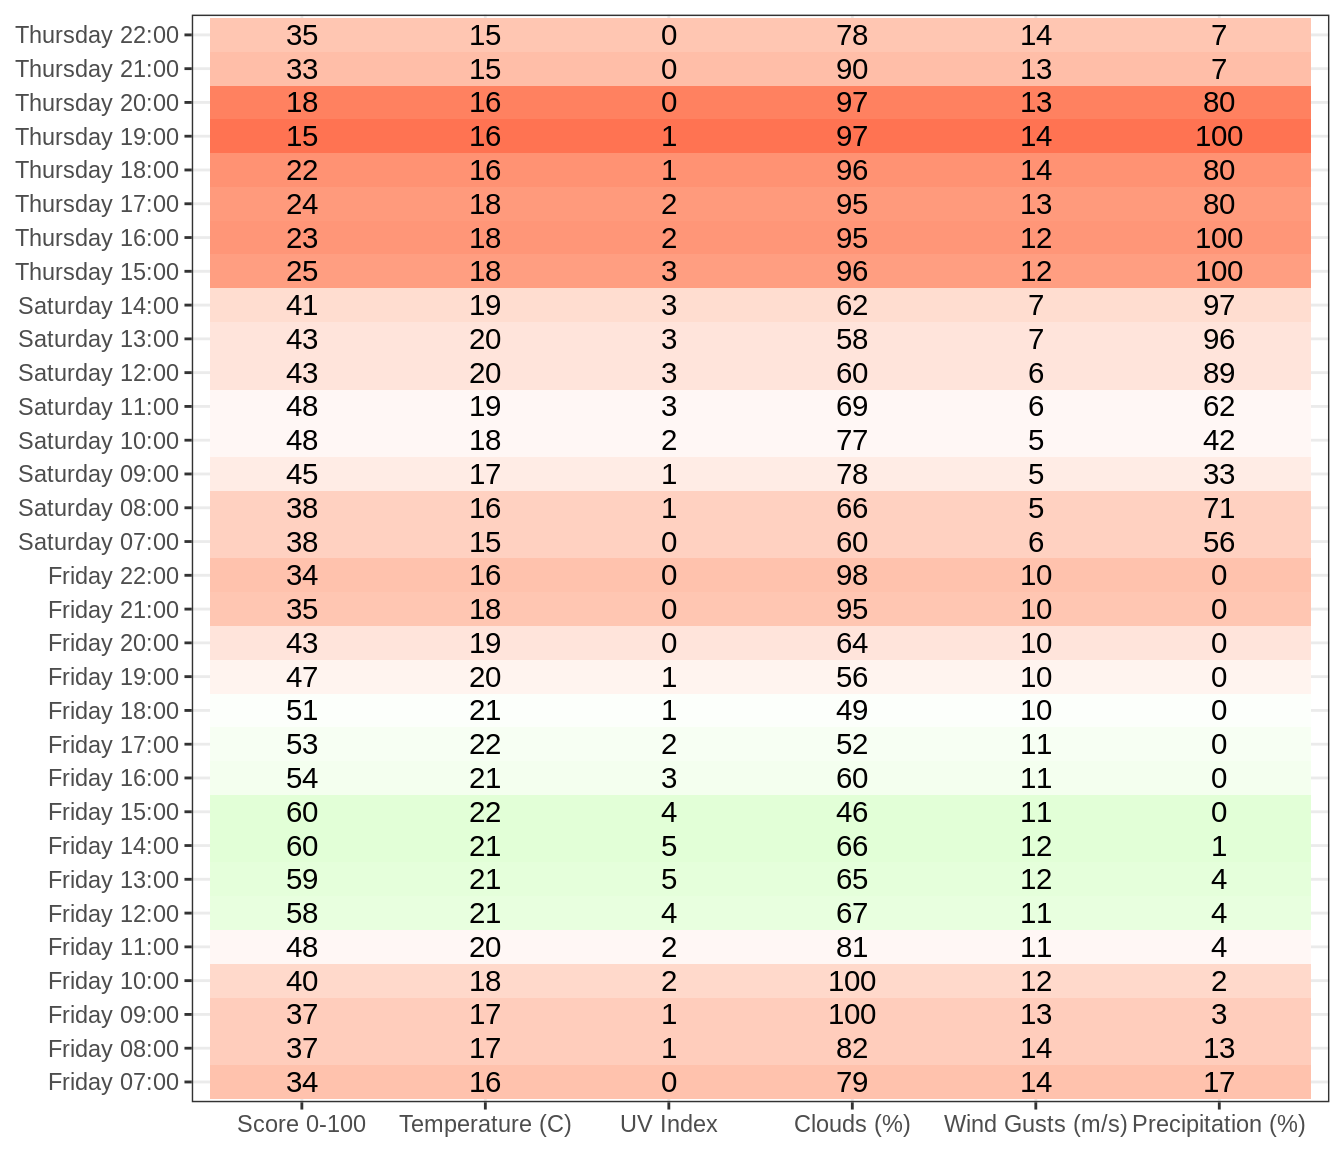 Thursday 22:00 35 15 0 78 14 7
Thursday 21:00 33 15 0 90 13 7
Thursday 20:00 18 16 0 97 13 80
Thursday 19:00 15 16 1 97 14 100
Thursday 18:00 22 16 1 96 14 80
Thursday 17:00 24 18 2 95 13 80
Thursday 16:00 23 18 2 95 12 100
Thursday 15:00 25 18 3 96 12 100
Saturday 14:00 41 19 3 62 7 97
Saturday 13:00 43 20 3 58 7 96
Saturday 12:00 43 20 3 60 6 89
Saturday 11:00 48 19 3 69 6 62
Saturday 10:00 48 18 2 77 5 42
Saturday 09:00 45 17 1 78 5 33
Saturday 08:00 38 16 1 66 5 71
Saturday 07:00 38 15 0 60 6 56
Friday 22:00 34 16 0 98 10 0
Friday 21:00 35 18 0 95 10 0
Friday 20:00 43 19 0 64 10 0
Friday 19:00 47 20 1 56 10 0
Friday 18:00 51 21 1 49 10 0
Friday 17:00 53 22 2 52 11 0
Friday 16:00 54 21 3 60 11 0
Friday 15:00 60 22 4 46 11 0
Friday 14:00 60 21 5 66 12 1
Friday 13:00 59 21 5 65 12 4
Friday 12:00 58 21 4 67 11 4
Friday 11:00 48 20 2 81 11 4
Friday 10:00 40 18 2 100 12 2
Friday 09:00 37 17 1 100 13 3
Friday 08:00 37 17 1 82 14 13
Friday 07:00 34 16 0 79 14 17
Score 0-100 Temperature (C) UV Index Clouds (%) Wind Gusts (m/s) Precipitation (%)